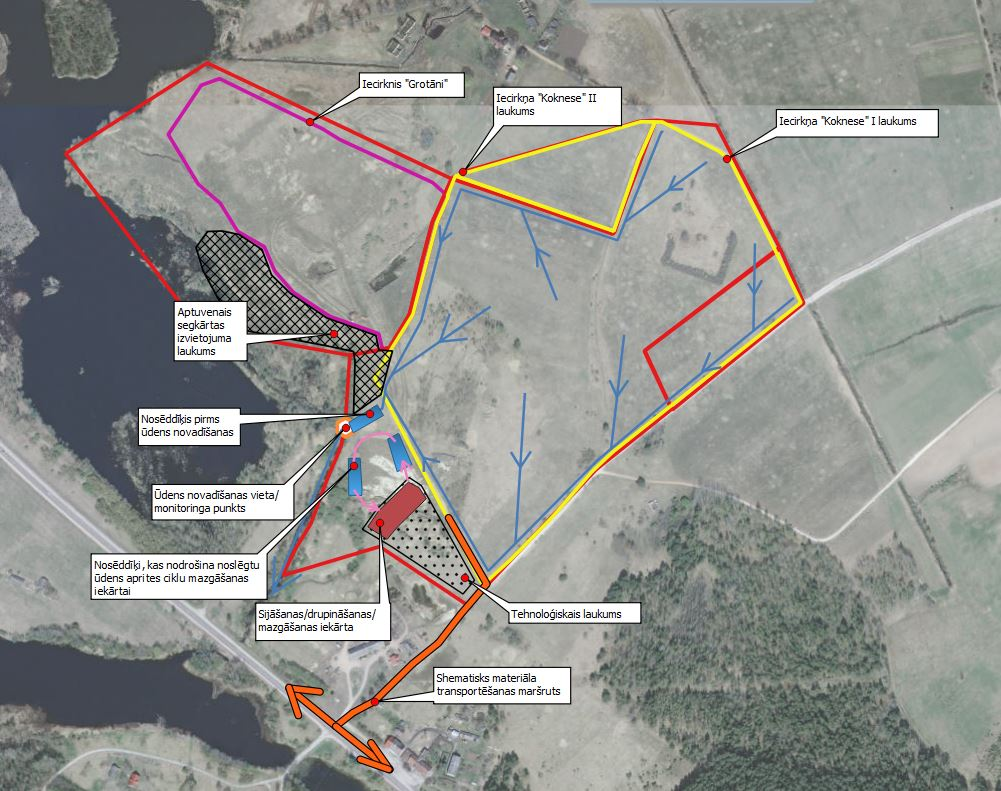 Iecirknis "Grotāni"
Iecirkņa "Koknese" II
laukums
Iecirkņa "Koknese" I laukums
Aptuvenais
segkārtas
izvietojuma
laukums
Nosēddīķis pirms
ūdens novadīšanas
Ūdens novadīšanas vieta/
monitoringa punkts
Nosēddīķi, kas nodrošina noslēgtu
ūdens aprites ciklu mazgāšanas
iekārtai
Sijāšanas/drupināšanas/
mazgāšanas iekārta
Tehnoloģiskais laukums
Shematisks materiāla
transportēšanas maršruts